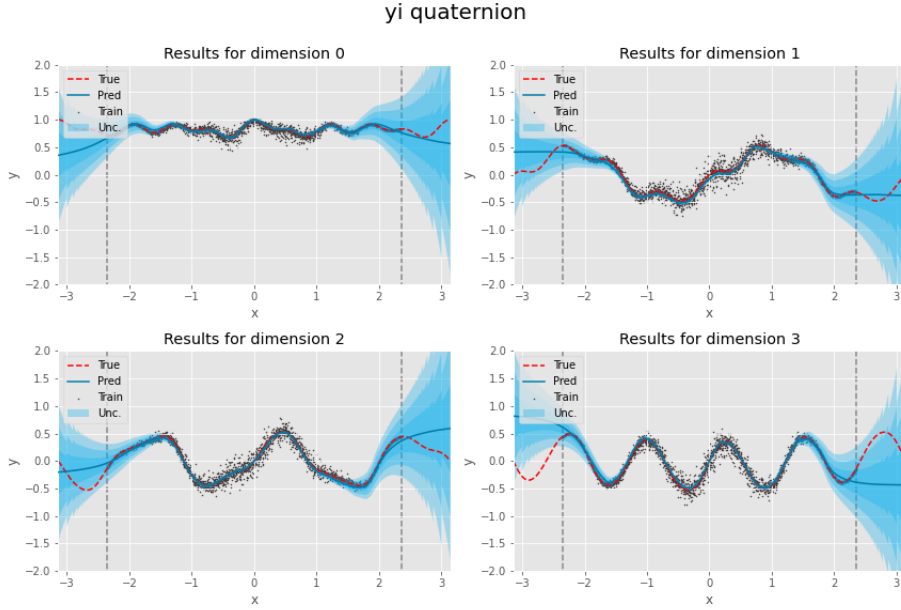 yi quaternion
Results for dimension 0
2.0
1.5
1.0
0.5
0.0
−0.5
−1.0
−1.5
−2.0
y
True
Pred
Train
Unc.
−3 −2 −1 0 1 2 3
x
Results for dimension 1
2.0
1.5
1.0
0.5
0.0
−0.5
−1.0
−1.5
−2.0
y
True
Pred
Train
Unc.
−3 −2 −1 0 1 2 3
x
Results for dimension 2
2.0
1.5
1.0
0.5
0.0
−0.5
−1.0
−1.5
−2.0
y
True
Pred
Train
Unc.
−3 −2 −1 0 1 2 3
x
Results for dimension 3
2.0
1.5
1.0
0.5
0.0
−0.5
−1.0
−1.5
−2.0
y
True
Pred
Train
Unc.
−3 −2 −1 0 1 2 3
x